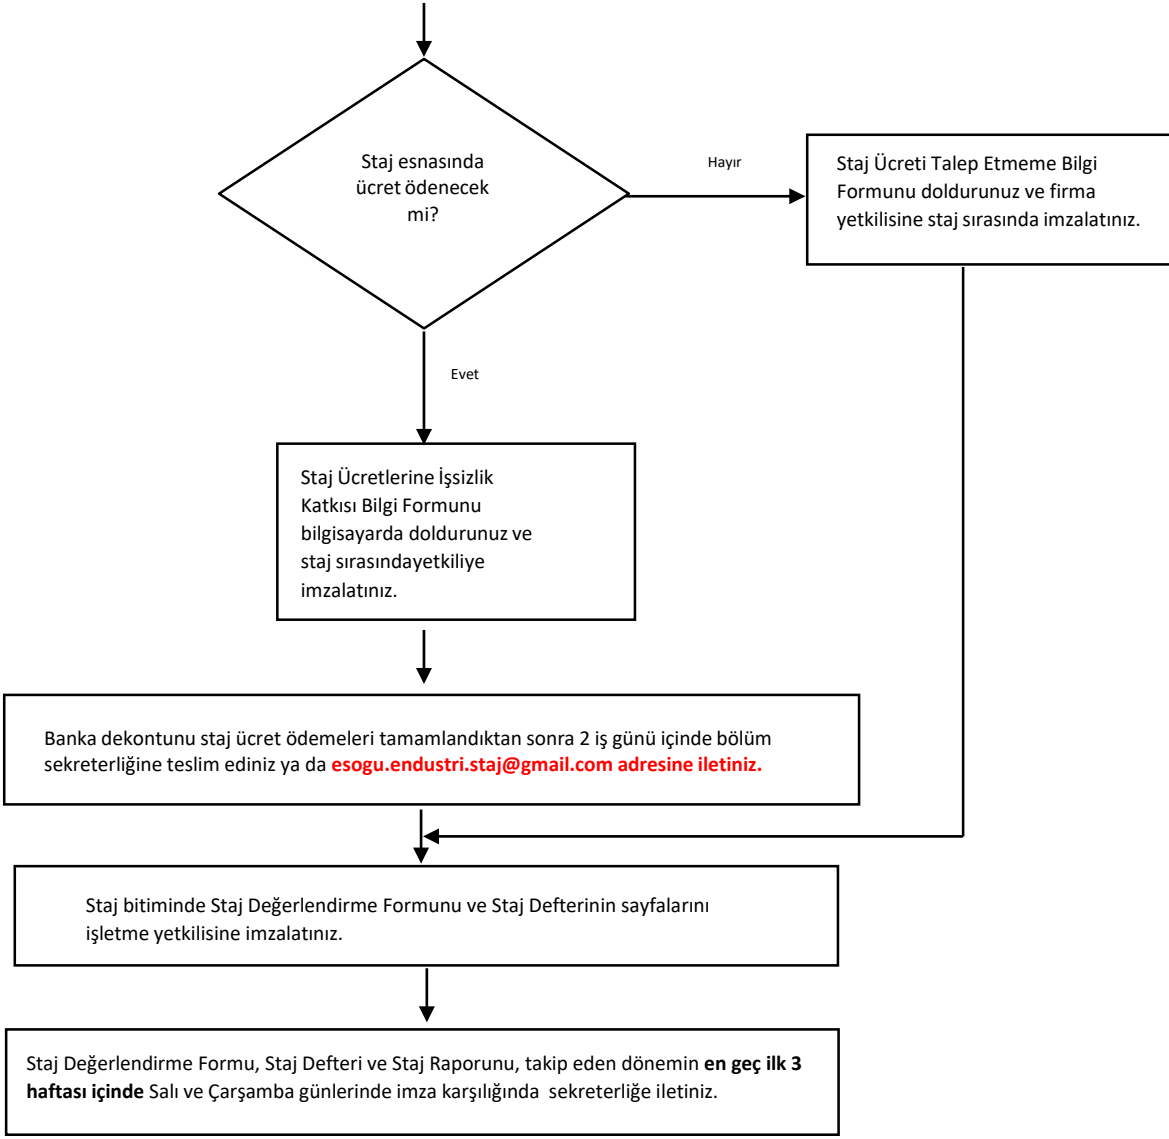 Staj esnasında
ücret ödenecek
mi?
Hayır
Staj Ücreti Talep Etmeme Bilgi
Formunu doldurunuz ve firma
yetkilisine staj sırasında imzalatınız.
Evet
Staj Ücretlerine İşsizlik
Katkısı Bilgi Formunu
bilgisayarda doldurunuz ve
staj sırasındayetkiliye
imzalatınız.
Banka dekontunu staj ücret ödemeleri tamamlandıktan sonra 2 iş günü içinde bölüm
sekreterliğine teslim ediniz ya da esogu.endustri.staj@gmail.com adresine iletiniz.
Staj bitiminde Staj Değerlendirme Formunu ve Staj Defterinin sayfalarını
işletme yetkilisine imzalatınız.
Staj Değerlendirme Formu, Staj Defteri ve Staj Raporunu, takip eden dönemin en geç ilk 3
haftası içinde Salı ve Çarşamba günlerinde imza karşılığında sekreterliğe iletiniz.